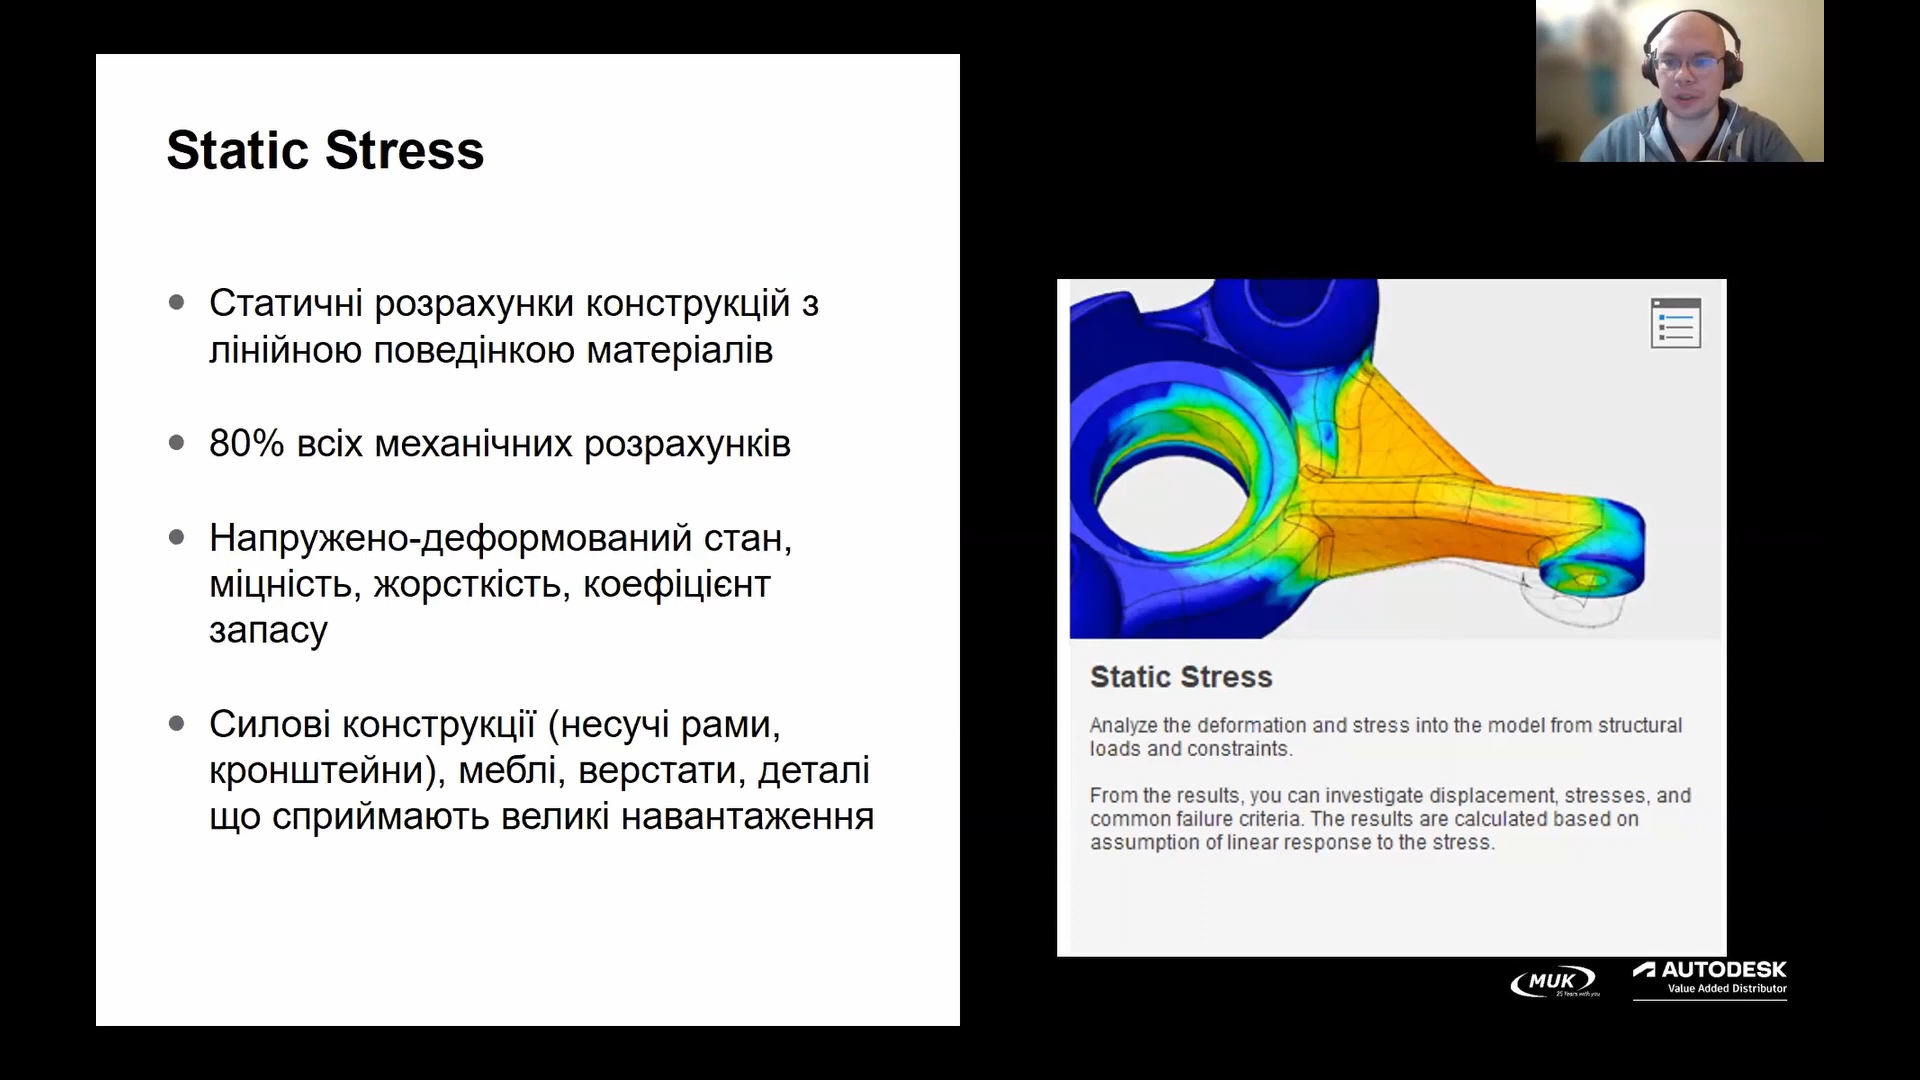 Static Stress
Статичні розрахунки конструкцій з
лінійною поведінкою матеріалів
80% всіх механічних розрахунків
Напружено-деформований стан,
міцність, жорсткість, коефіцієнт
запасу
Силові конструкції (несучі рами,
кронштейни), меблі, верстати, деталі
що сприймають великі навантаження
Static Stress
Analyze the deformation and stress into the model from structural
loads and constraints.
From the results, you can investigate displacement, stresses, and
common failure criteria. The results are calculated based on
assumption of linear response to the stress.
MUK
25 Years with you
AUTODESK
Value Added Distributor